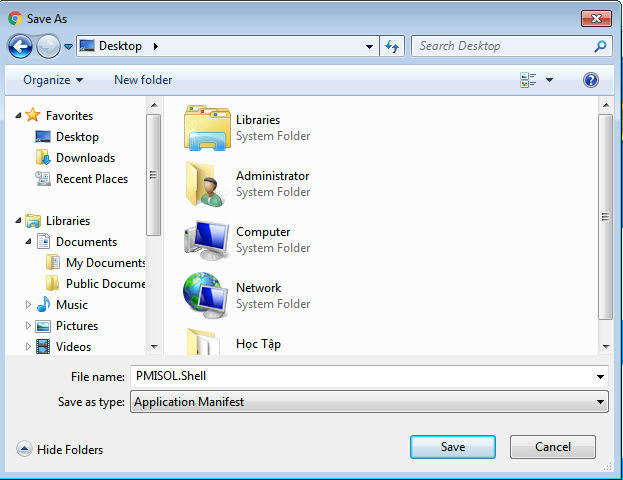 Save As
Desktop
Search Desktop
Organize
New folder
Favorites
Desktop
Downloads
Recent Places
Libraries
Documents
My Documents
Public Docume
Music
Pictures
Videos
Libraries
System Folder
Administrator
System Folder
Computer
System Folder
Network
System Folder
Học Tập
File name:
PMISOL.Shell
Save as type:
Application Manifest
Hide Folders
Save
Cancel